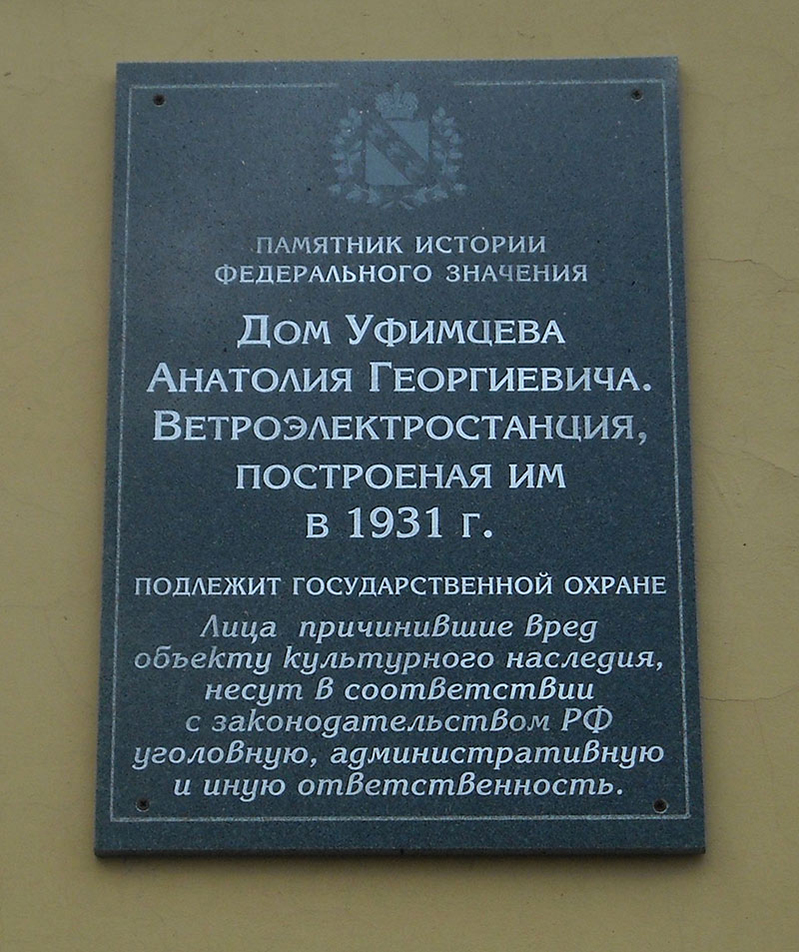 ПАМЯТНИК ИСТОРИИ
ФЕДЕРАЛЬНОГО ЗНАЧЕНИЯ
Дом Уфимцева
Анатолия Георгиевича.
Ветроэлектростанция,
построеная им
в 1931 г.
ПОДЛЕЖИТ ГОСУДАРСТВЕННОЙ ОХРАНЕ
Лица причинившие вред
объекту культурного наследия,
несут в соответствии
с законодательством РФ
уголовную, административную
и иную ответственность.